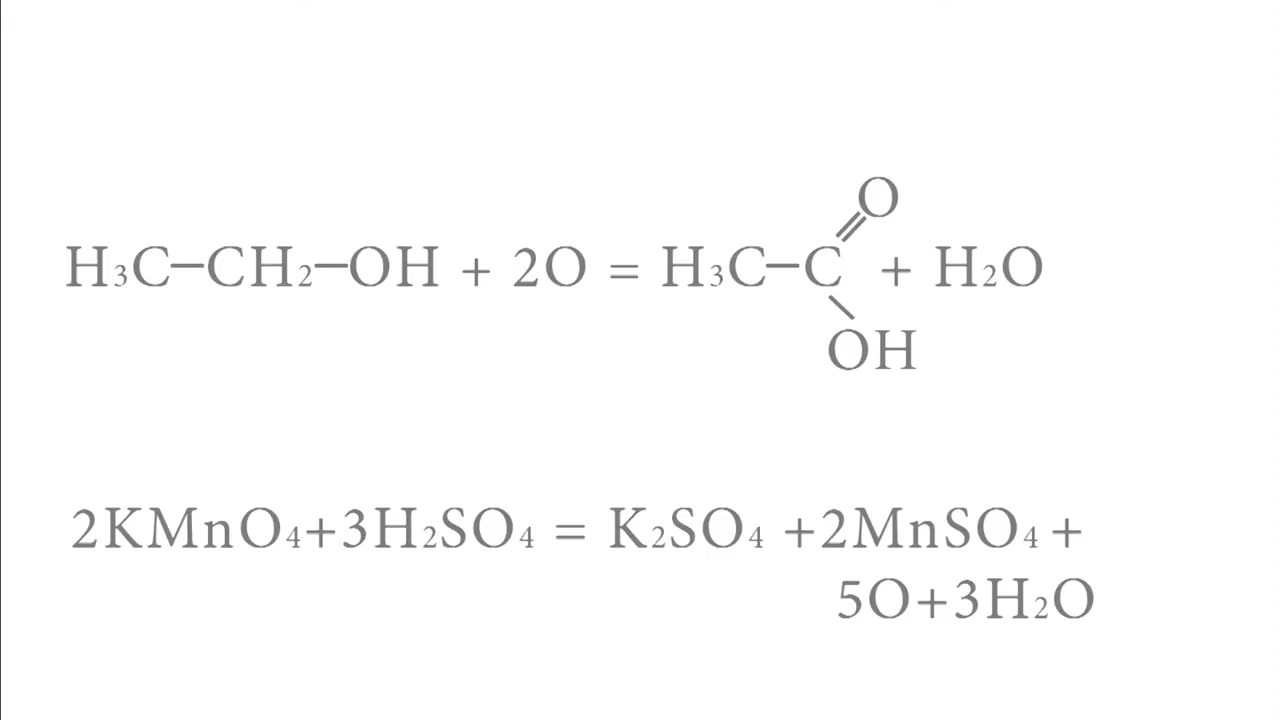 O
H₃C−CH₂−OH + 2O = H₃C−C + H₂O
OH
2KMnO₄+3H₂SO₄ = K₂SO₄ +2MnSO₄ +
5O+3H₂O